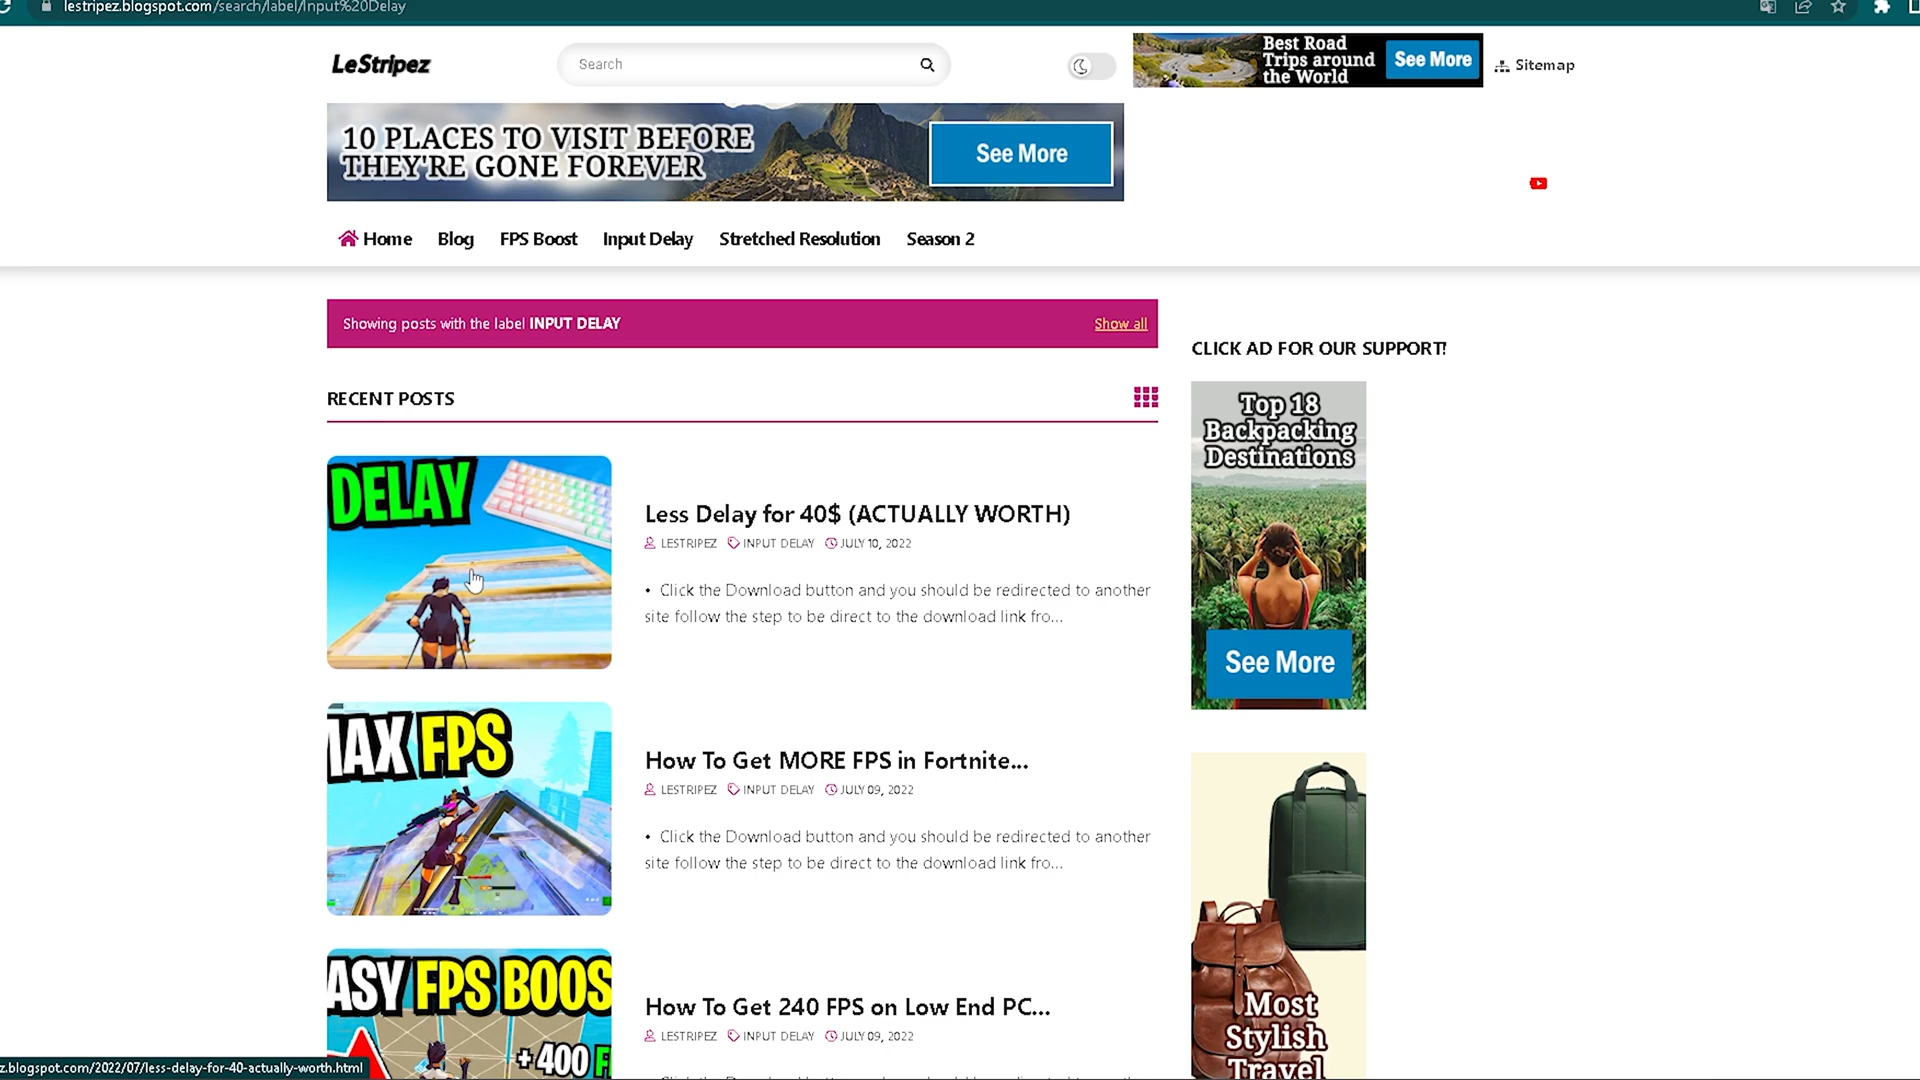 lestripez.blogspot.com/search/label/Input%20Delay
LeStripez
Search
Best Road
Trips around
the World
See More
Sitemap
10 PLACES TO VISIT BEFORE
THEY'RE GONE FOREVER
See More
Home
Blog
FPS Boost
Input Delay
Stretched Resolution
Season 2
Showing posts with the label INPUT DELAY
Show all
CLICK AD FOR OUR SUPPORT!
RECENT POSTS
Top 18
Backpacking
Destinations
See More
DELAY
Less Delay for 40$ (ACTUALLY WORTH)
LESTRIPEZ INPUT DELAY JULY 10, 2022
• Click the Download button and you should be redirected to another
site follow the step to be direct to the download link fro...
MAX FPS
How To Get MORE FPS in Fortnite...
LESTRIPEZ INPUT DELAY JULY 09, 2022
• Click the Download button and you should be redirected to another
site follow the step to be direct to the download link fro...
ASY FPS BOOS
+400 F
How To Get 240 FPS on Low End PC...
LESTRIPEZ INPUT DELAY JULY 09, 2022
Most
Stylish
Travel
z.blogspot.com/2022/07/less-delay-for-40-actually-worth.html